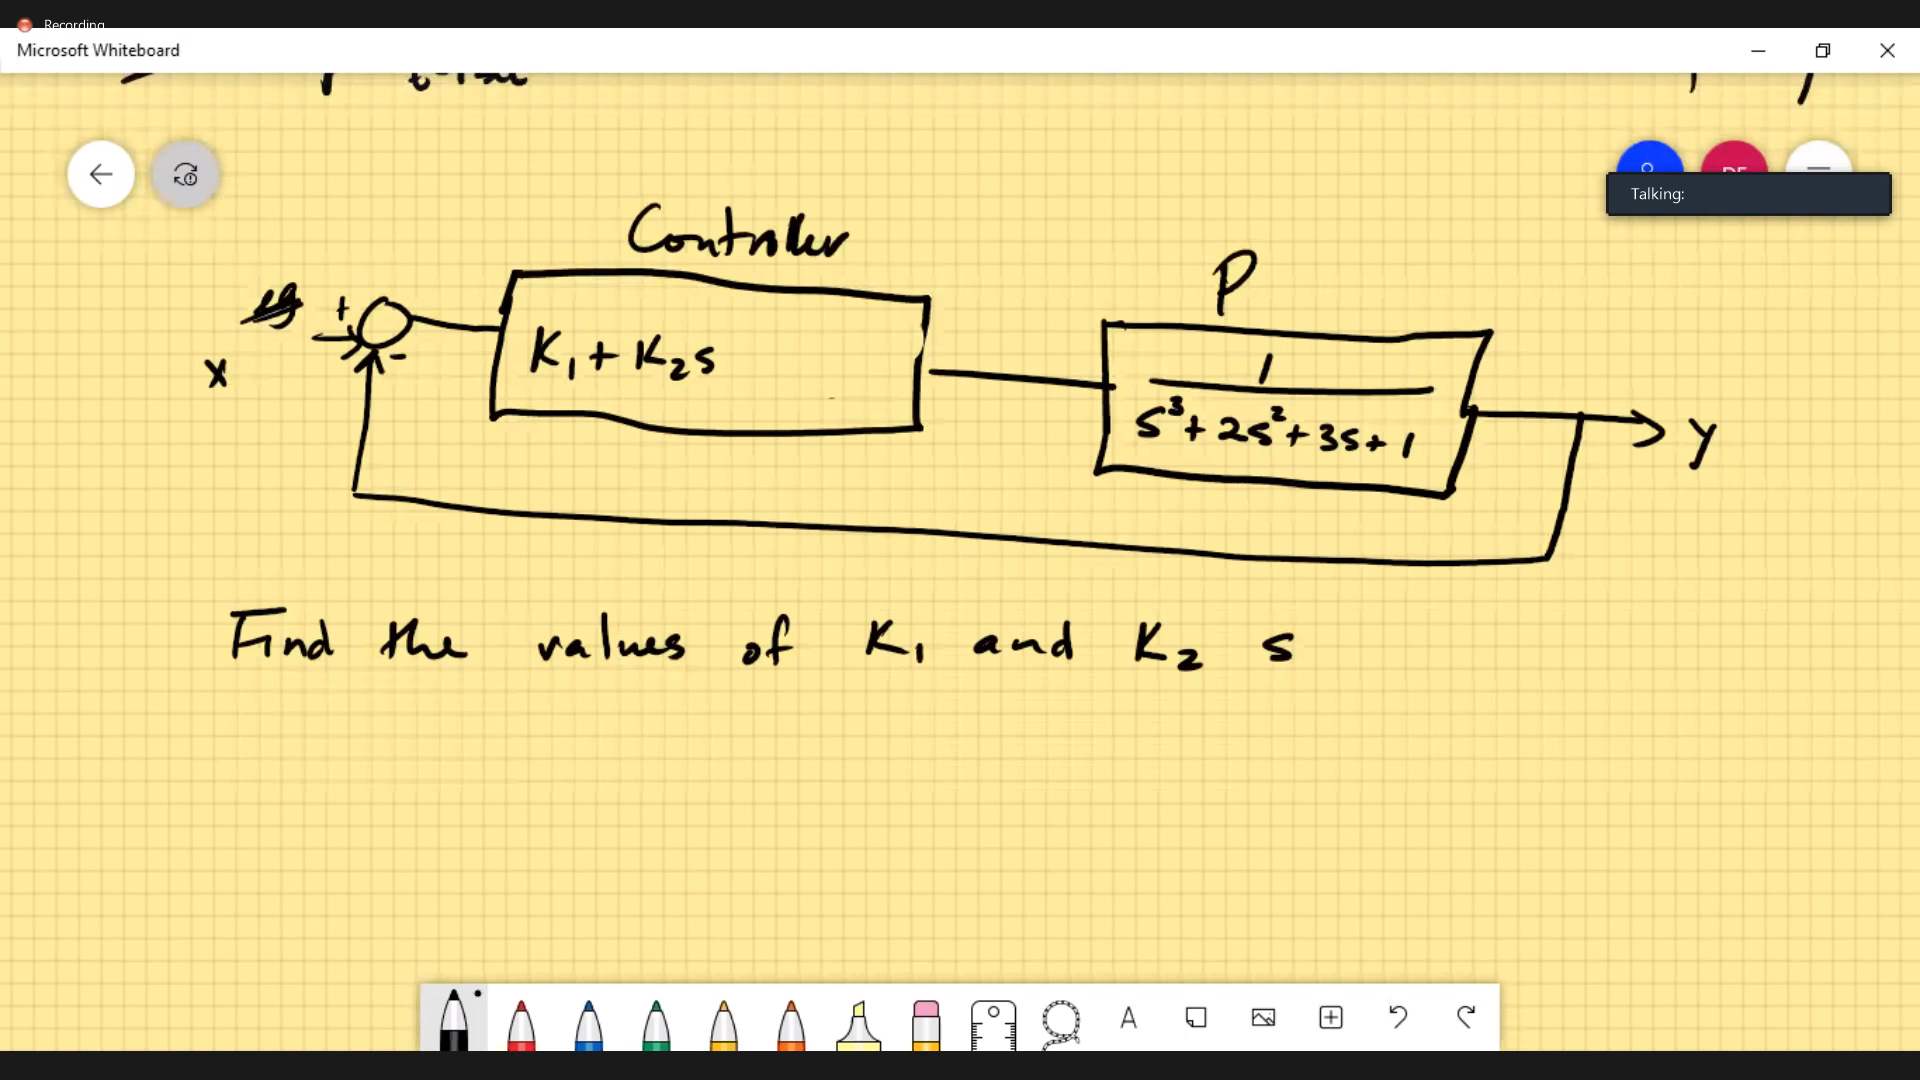 Recording
Microsoft Whiteboard
Talking:
Controller
P
+
-
x
K₁ + K₂s
1
s³ + 2s² + 3s + 1
y
Find the values of K₁ and K₂ s
A